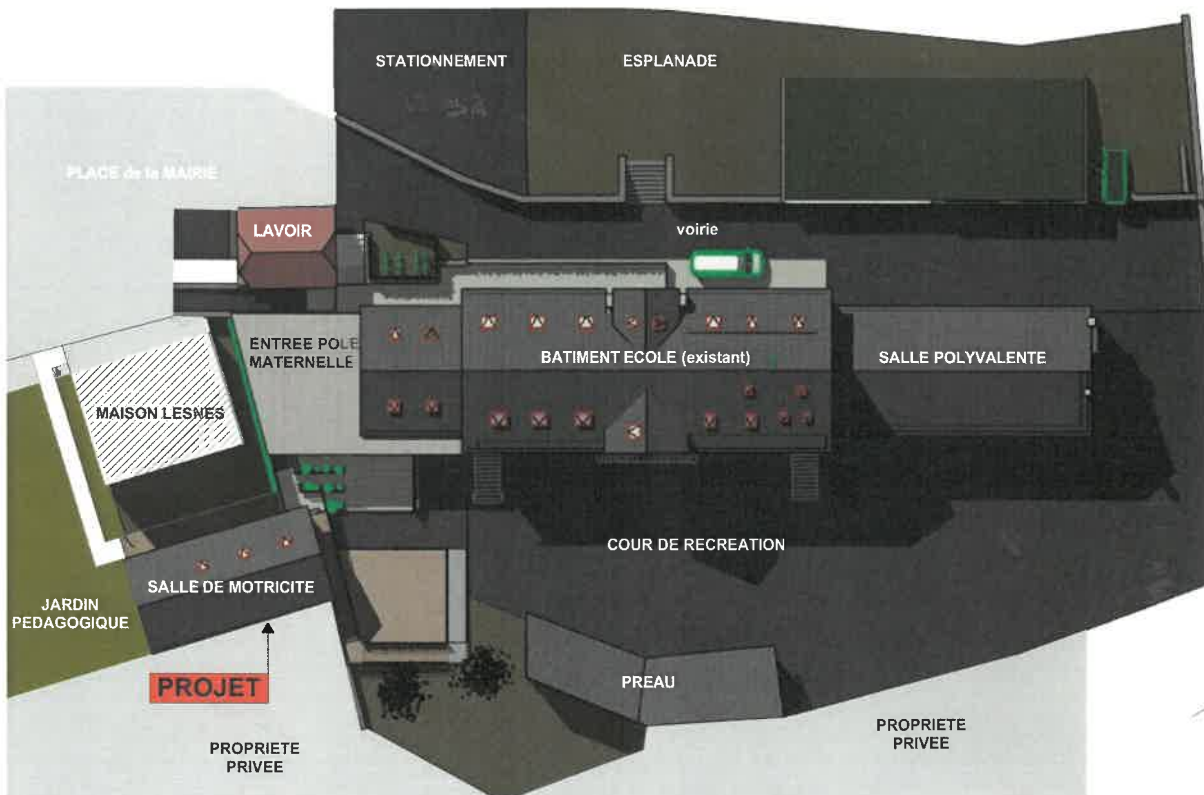 STATIONNEMENT
ESPLANADE
PLACE de la MAIRIE
LAVOIR
voirie
ENTREE POLE
MATERNELLE
BATIMENT ECOLE (existant)
SALLE POLYVALENTE
MAISON LESNES
COUR DE RECREATION
SALLE DE MOTRICITE
JARDIN
PEDAGOGIQUE
PROJET
PREAU
PROPRIETE
PRIVEE
PROPRIETE
PRIVEE